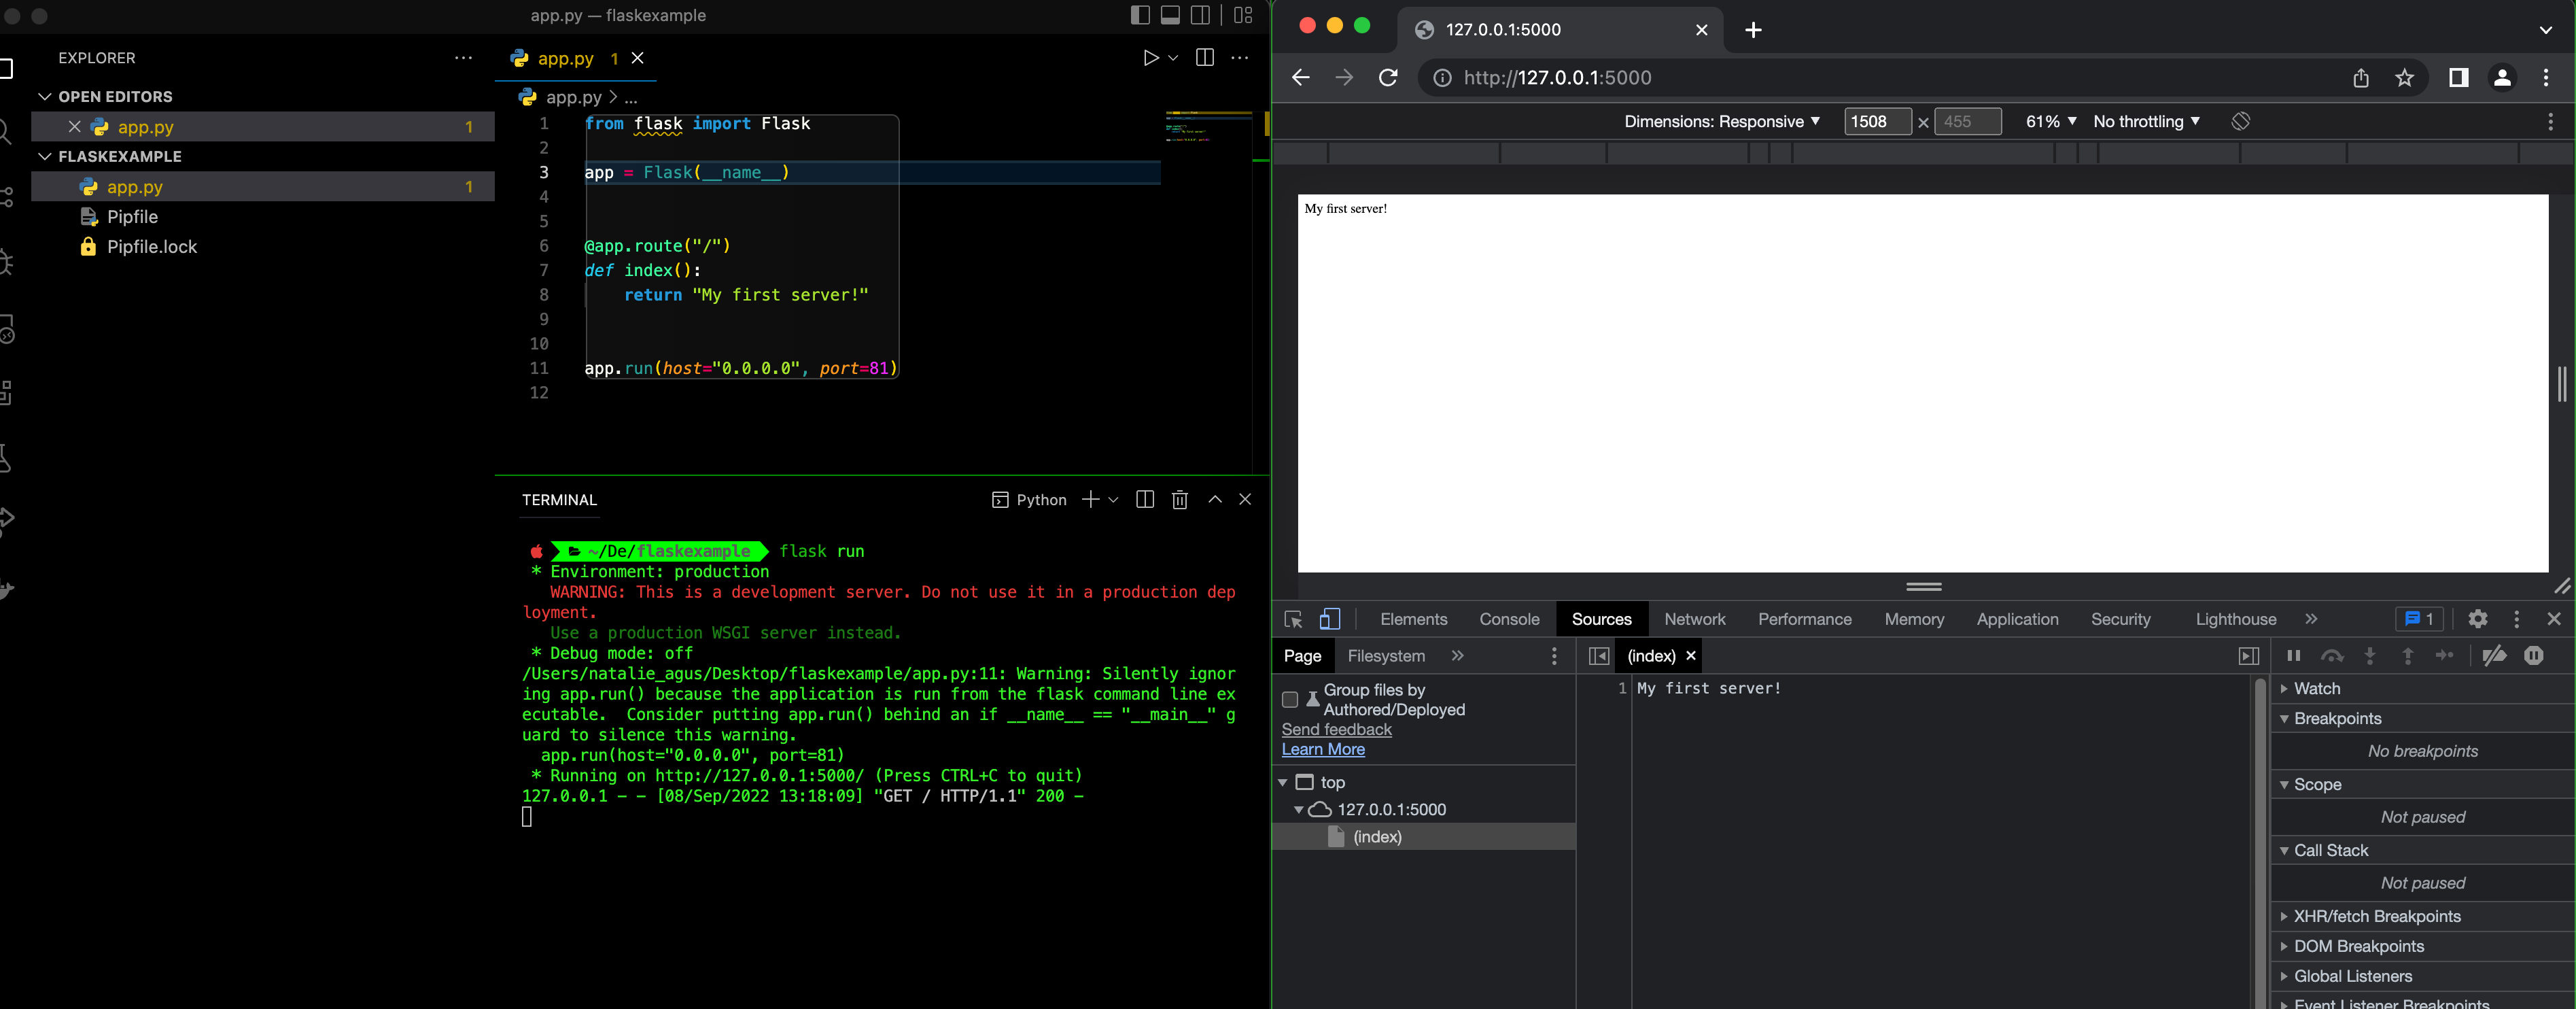 app.py — flaskexample
EXPLORER
OPEN EDITORS
app.py 1
FLASKEXAMPLE
app.py 1
Pipfile
Pipfile.lock
app.py 1
app.py > ...
1 from flask import Flask
2
3 app = Flask(__name__)
4
5
6 @app.route("/")
7 def index():
8 return "My first server!"
9
10
11 app.run(host="0.0.0.0", port=81)
12
TERMINAL
Python
~/De/flaskexample flask run
* Environment: production
WARNING: This is a development server. Do not use it in a production dep
loyment.
Use a production WSGI server instead.
* Debug mode: off
/Users/natalie_agus/Desktop/flaskexample/app.py:11: Warning: Silently ignor
ing app.run() because the application is run from the flask command line ex
ecutable.  Consider putting app.run() behind an if __name__ == "__main__" g
uard to silence this warning.
app.run(host="0.0.0.0", port=81)
* Running on http://127.0.0.1:5000/ (Press CTRL+C to quit)
127.0.0.1 - - [08/Sep/2022 13:18:09] "GET / HTTP/1.1" 200 -
127.0.0.1:5000
http://127.0.0.1:5000
Dimensions: Responsive 1508 × 455 61% No throttling
My first server!
Elements Console Sources Network Performance Memory Application Security Lighthouse 1
Page Filesystem
(index)
Group files by
Authored/Deployed
Send feedback
Learn More
top
127.0.0.1:5000
(index)
1 My first server!
Watch
Breakpoints
No breakpoints
Scope
Not paused
Call Stack
Not paused
XHR/fetch Breakpoints
DOM Breakpoints
Global Listeners
Event Listener Breakpoints